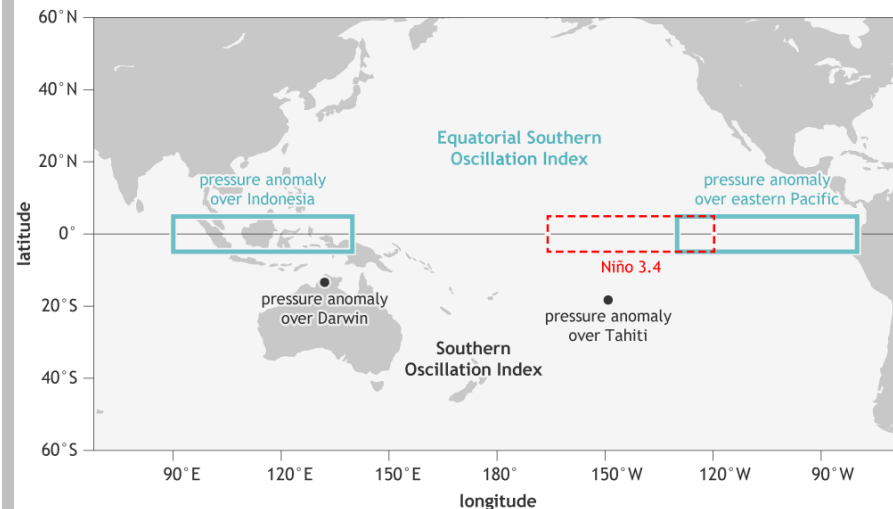 60°N
40°N
20°N
0°
20°S
40°S
60°S
latitude
Equatorial Southern
Oscillation Index
pressure anomaly
over Indonesia
pressure anomaly
over eastern Pacific
Niño 3.4
pressure anomaly
over Darwin
pressure anomaly
over Tahiti
Southern
Oscillation Index
90°E
120°E
150°E
180°
150°W
120°W
90°W
longitude